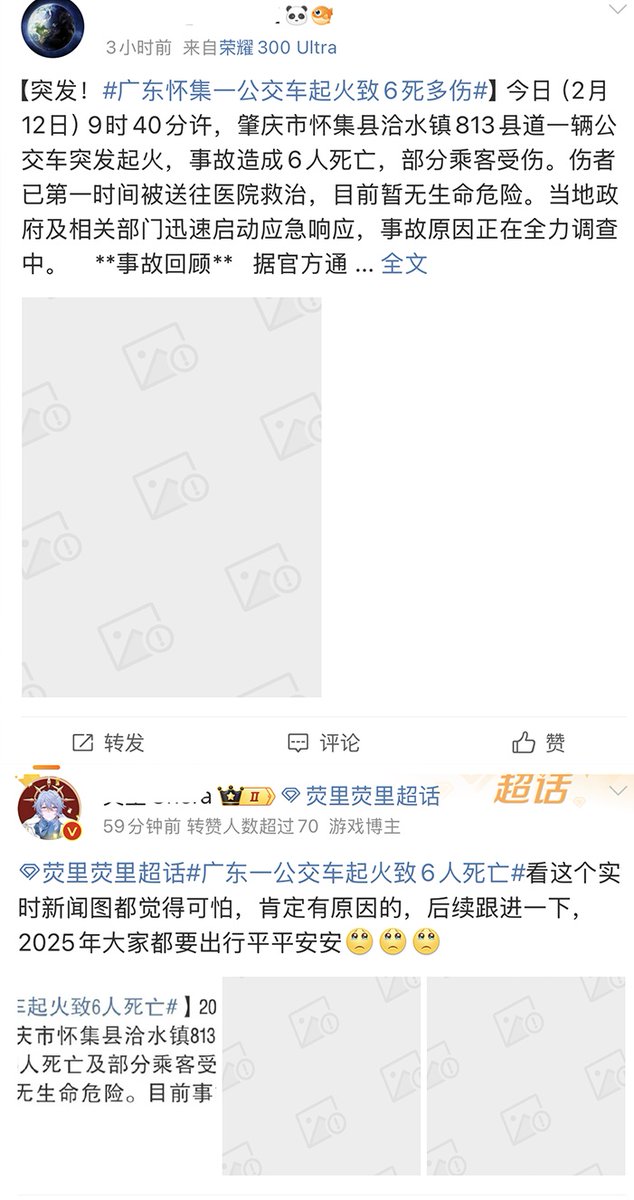 3小时前 来自荣耀300 Ultra
【突发！#广东怀集一公交车起火致6死多伤#】今日（2月
12日）9时40分许，肇庆市怀集县洽水镇813县道一辆公
交车突发起火，事故造成6人死亡，部分乘客受伤。伤者
已第一时间被送往医院救治，目前暂无生命危险。当地政
府及相关部门迅速启动应急响应，事故原因正在全力调查
中。 **事故回顾** 据官方通 ... 全文
转发 评论 赞
II 荧里荧里超话 超话
59分钟前 转赞人数超过70 游戏博主
荧里荧里超话#广东一公交车起火致6人死亡#看这个实
时新闻图都觉得可怕，肯定有原因的，后续跟进一下，
2025年大家都要出行平平安安
起火致6人死亡#】20
庆市怀集县洽水镇813
人死亡及部分乘客受
无生命危险。目前事